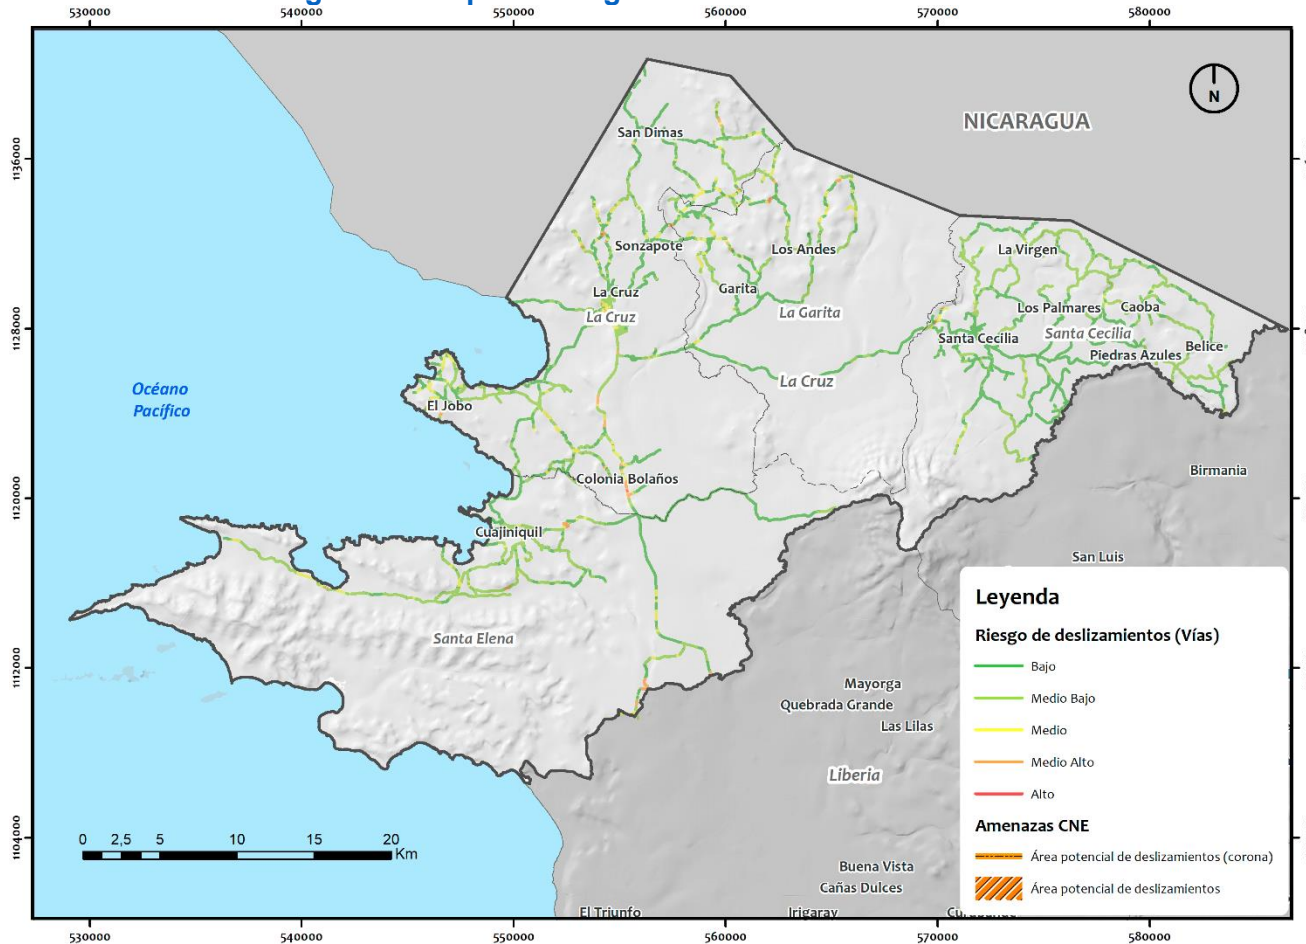 530000 540000 550000 560000 570000 580000
N
NICARAGUA
San Dimas
1136000
Sonzapote
Los Andes
La Virgen
La Cruz
Garita
La Cruz
La Garita
Los Palmares
Caoba
1128000
Santa Cecilia
Santa Cecilia
Belice
Piedras Azules
La Cruz
Océano
Pacífico
El Jobo
Colonia Bolaños
Birmania
1120000
Cuajiniquil
San Luis
Santa Elena
1112000
Mayorga
Quebrada Grande
Las Lilas
Liberia
1104000
0 2,5 5 10 15 20
Km
Buena Vista
Cañas Dulces
El Triunfo
Irigaray
Leyenda
Riesgo de deslizamientos (Vías)
Bajo
Medio Bajo
Medio
Medio Alto
Alto
Amenazas CNE
Área potencial de deslizamientos (corona)
Área potencial de deslizamientos
530000 540000 550000 560000 570000 580000